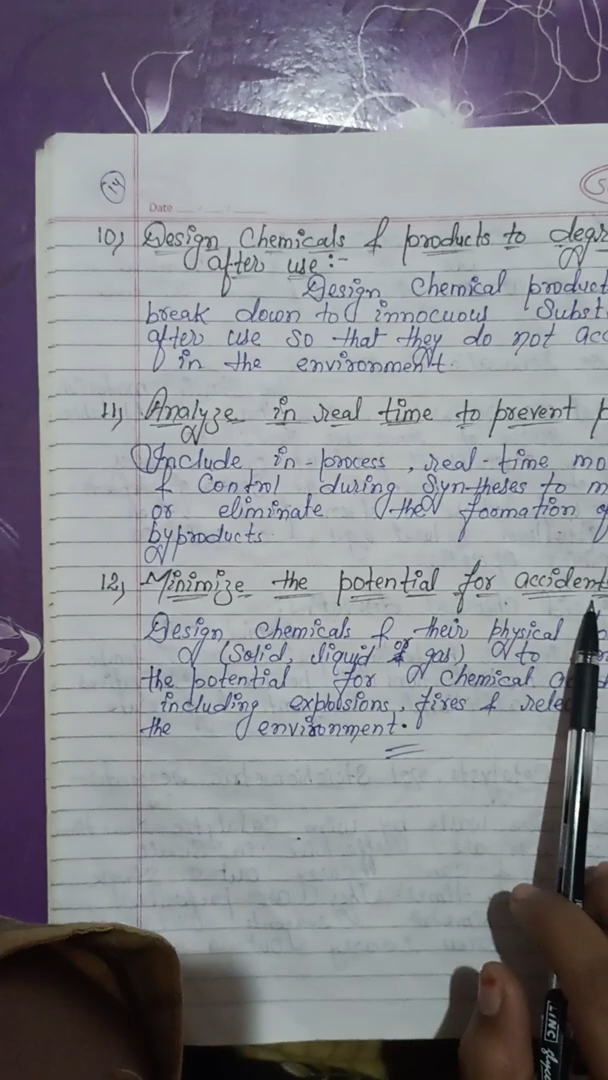 Date
10) Design Chemicals & products to degr
after use :-
Design Chemical product
break down to innocuous Subst
after use so that they do not acc
in the environment.
11) Analyze in real time to prevent p
Include in-process, real-time mo
& Control during Syntheses to m
or eliminate the formation of
byproducts.
12) Minimize the potential for accidents
Design Chemicals & their physical
(Solid, liquid & gas) to
the potential for Chemical
including explosions, fires & rele
the environment.
LINC